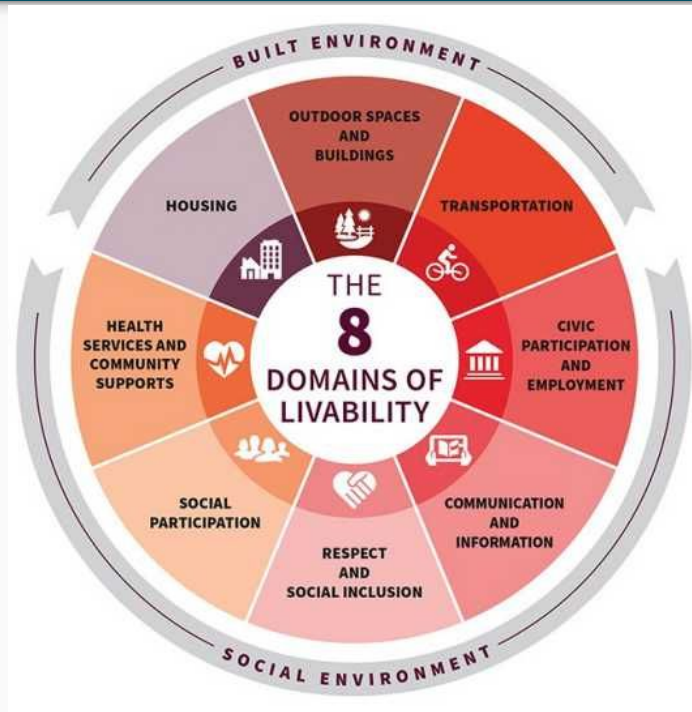 BUILT ENVIRONMENT
OUTDOOR SPACES
AND
BUILDINGS
HOUSING
TRANSPORTATION
THE
8
DOMAINS OF
LIVABILITY
HEALTH
SERVICES AND
COMMUNITY
SUPPORTS
CIVIC
PARTICIPATION
AND
EMPLOYMENT
SOCIAL
PARTICIPATION
COMMUNICATION
AND
INFORMATION
RESPECT
AND
SOCIAL INCLUSION
SOCIAL ENVIRONMENT